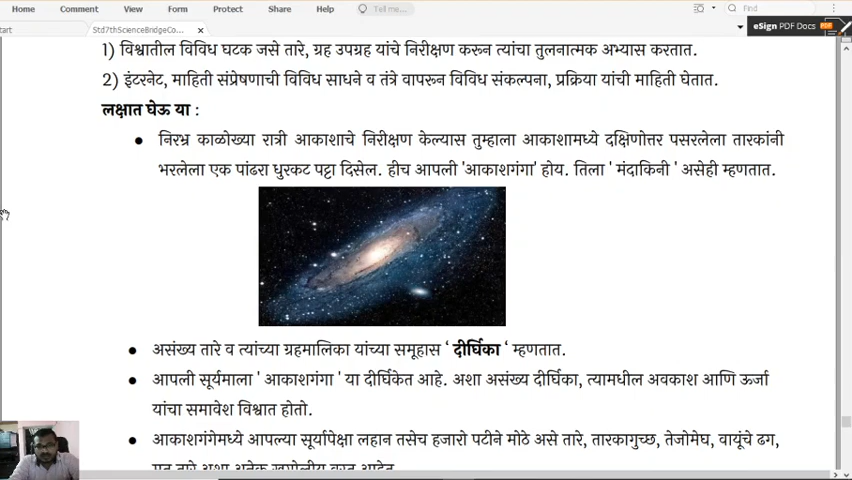 Home Comment View Form Protect Share Help Tell me...
Find
tart
Std7thScienceBridgeCo...
eSign PDF Docs
1) विश्वातील विविध घटक जसे तारे, ग्रह उपग्रह यांचे निरीक्षण करून त्यांचा तुलनात्मक अभ्यास करतात.
2) इंटरनेट, माहिती संप्रेषणाची विविध साधने व तंत्रे वापरून विविध संकल्पना, प्रक्रिया यांची माहिती घेतात.
लक्षात घेऊ या :
• निरभ्र काळोख्या रात्री आकाशाचे निरीक्षण केल्यास तुम्हाला आकाशामध्ये दक्षिणोत्तर पसरलेला तारकांनी
भरलेला एक पांढरा धुरकट पट्टा दिसेल. हीच आपली 'आकाशगंगा' होय. तिला ' मंदाकिनी ' असेही म्हणतात.
• असंख्य तारे व त्यांच्या ग्रहमालिका यांच्या समूहास ' दीर्घिका ' म्हणतात.
• आपली सूर्यमाला ' आकाशगंगा ' या दीर्घिकेत आहे. अशा असंख्य दीर्घिका, त्यामधील अवकाश आणि ऊर्जा
यांचा समावेश विश्वात होतो.
• आकाशगंगेमध्ये आपल्या सूर्यापेक्षा लहान तसेच हजारो पटीने मोठे असे तारे, तारकागुच्छ, तेजोमेघ, वायूंचे ढग,